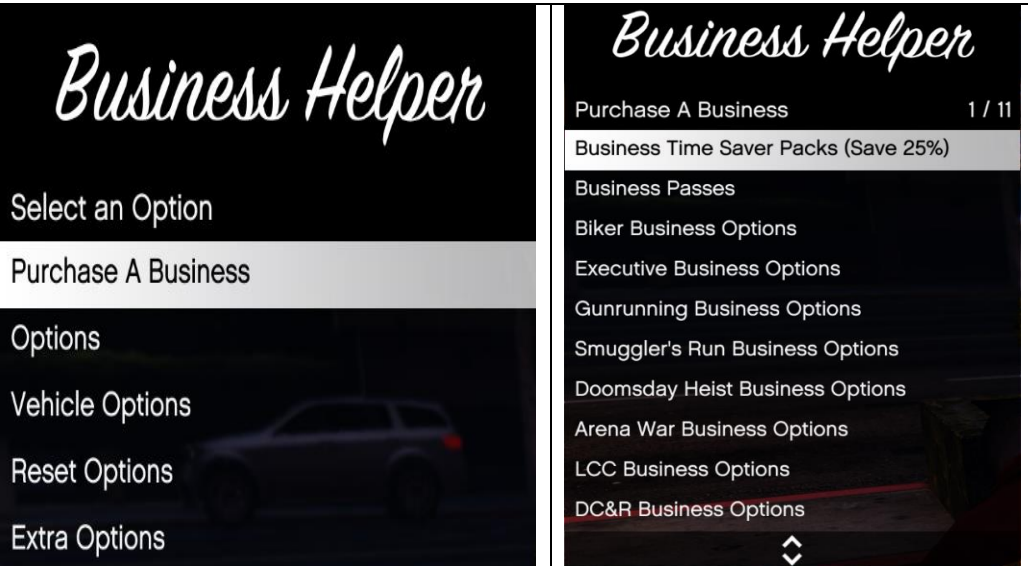 Business Helper
Select an Option
Purchase A Business
Options
Vehicle Options
Reset Options
Extra Options
Business Helper
Purchase A Business 1 / 11
Business Time Saver Packs (Save 25%)
Business Passes
Biker Business Options
Executive Business Options
Gunrunning Business Options
Smuggler's Run Business Options
Doomsday Heist Business Options
Arena War Business Options
LCC Business Options
DC&R Business Options